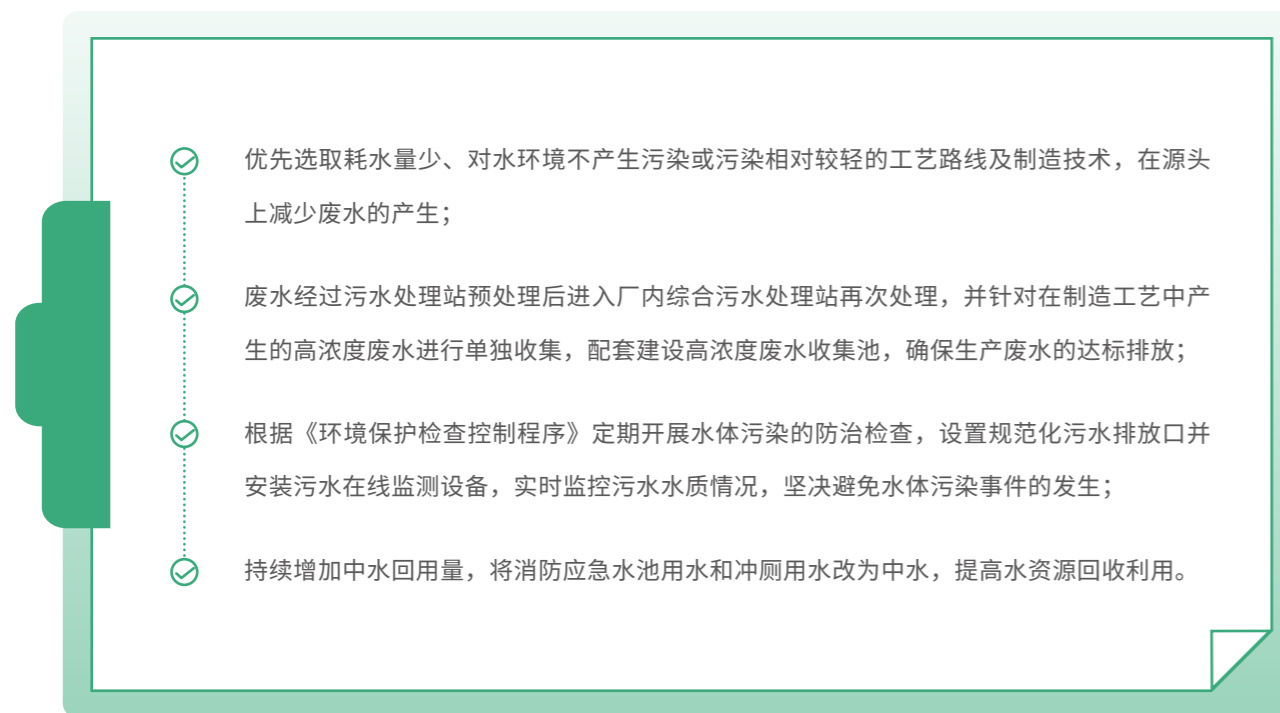 优先选取耗水量少、对水环境不产生污染或污染相对较轻的工艺路线及制造技术，在源头
上减少废水的产生；
废水经过污水处理站预处理后进入厂内综合污水处理站再次处理，并针对在制造工艺中产
生的高浓度废水进行单独收集，配套建设高浓度废水收集池，确保生产废水的达标排放；
根据《环境保护检查控制程序》定期开展水体污染的防治检查，设置规范化污水排放口并
安装污水在线监测设备，实时监控污水水质情况，坚决避免水体污染事件的发生；
持续增加中水回用量，将消防应急水池用水和冲厕用水改为中水，提高水资源回收利用。